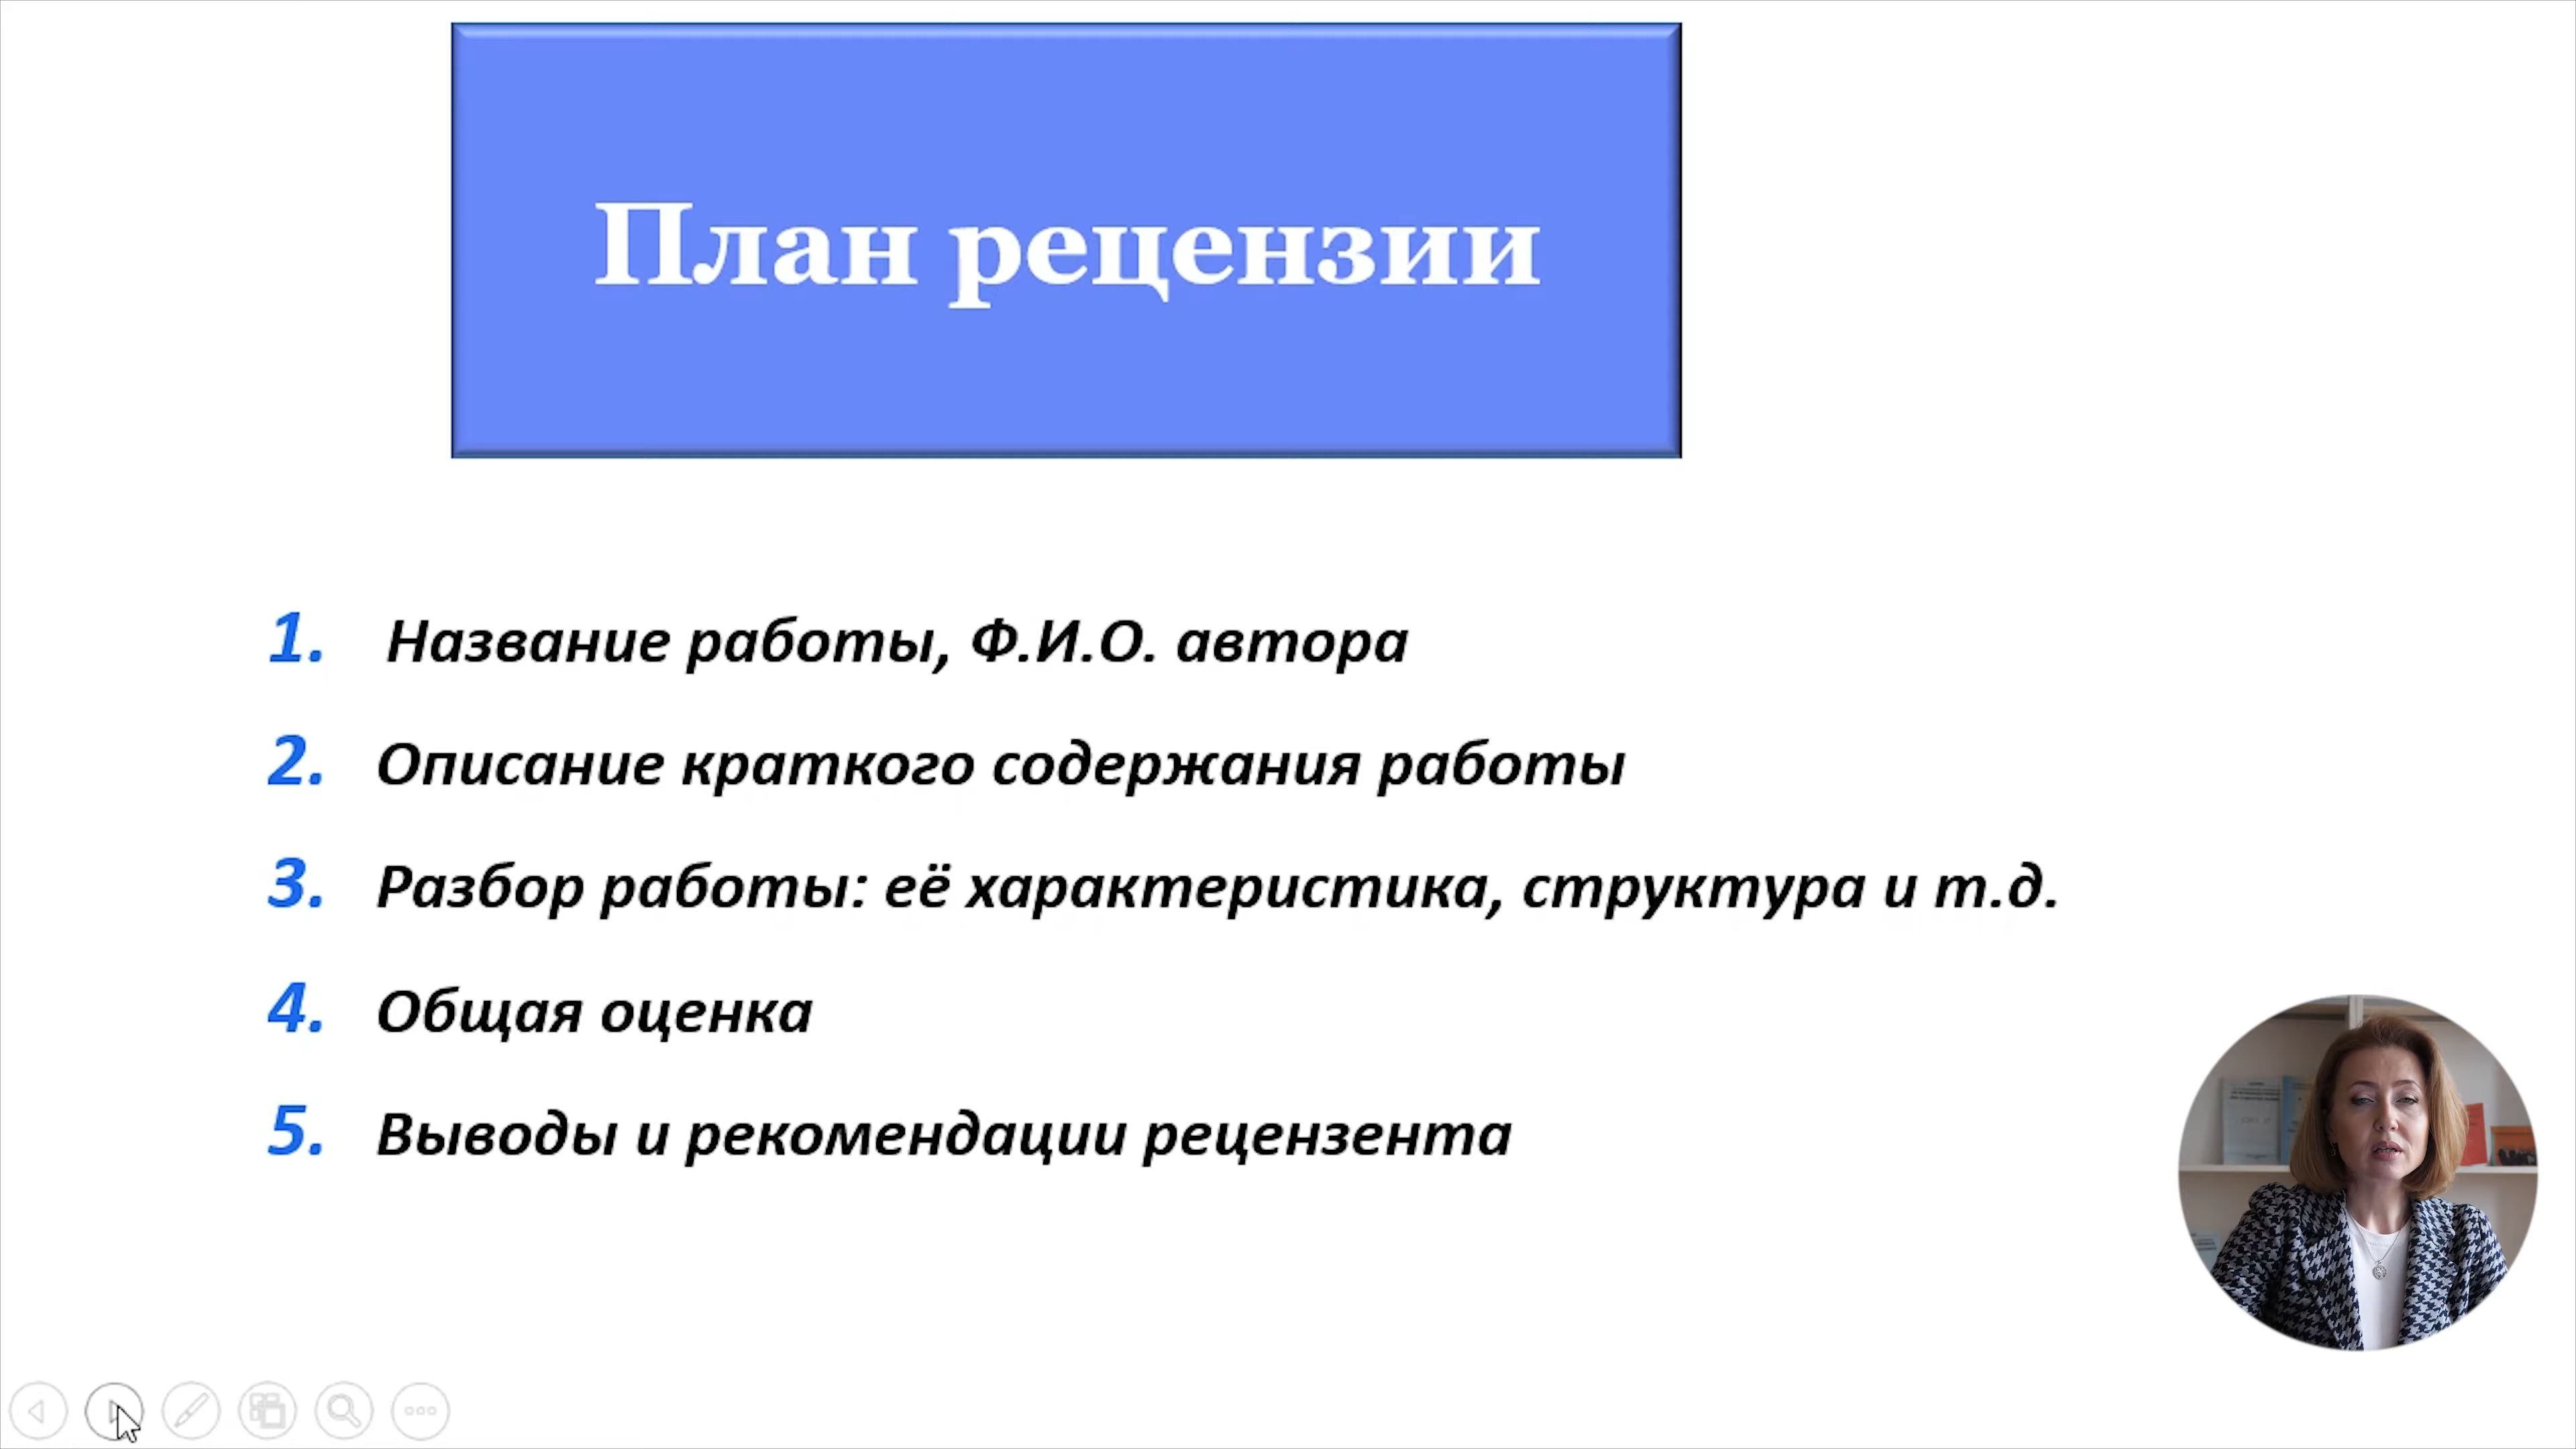 План рецензии
1. Название работы, Ф.И.О. автора
2. Описание краткого содержания работы
3. Разбор работы: её характеристика, структура и т.д.
4. Общая оценка
5. Выводы и рекомендации рецензента